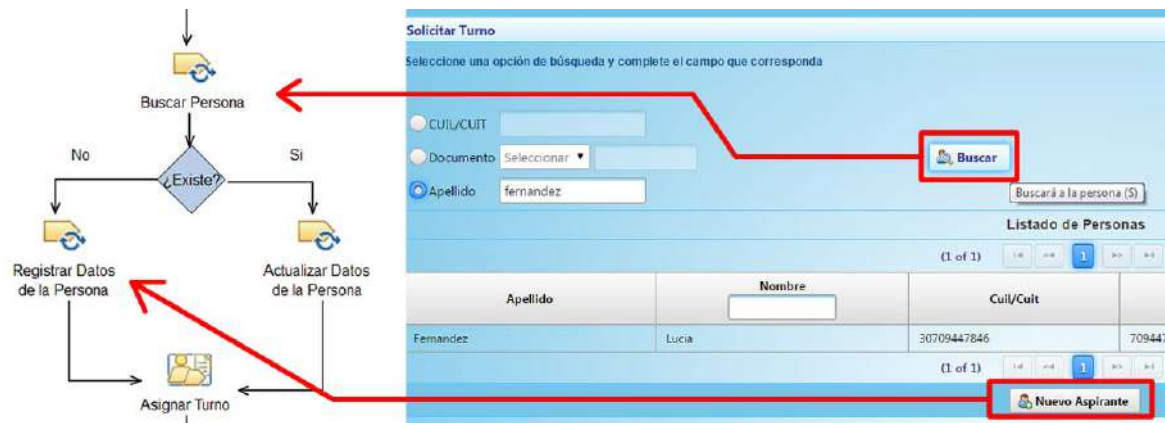 Buscar Persona
No
Si
¿Existe?
Registrar Datos
de la Persona
Actualizar Datos
de la Persona
Asignar Turno
Solicitar Turno
Seleccione una opción de búsqueda y complete el campo que corresponda
CUIL/CUIT
Documento Seleccionar
Buscar
Apellido fernandez
Buscará a la persona (S)
Listado de Personas
(1 of 1) 1
Apellido Nombre Cuil/Cuit
Fernandez Lucia 30709447846 709447
(1 of 1) 1
Nuevo Aspirante